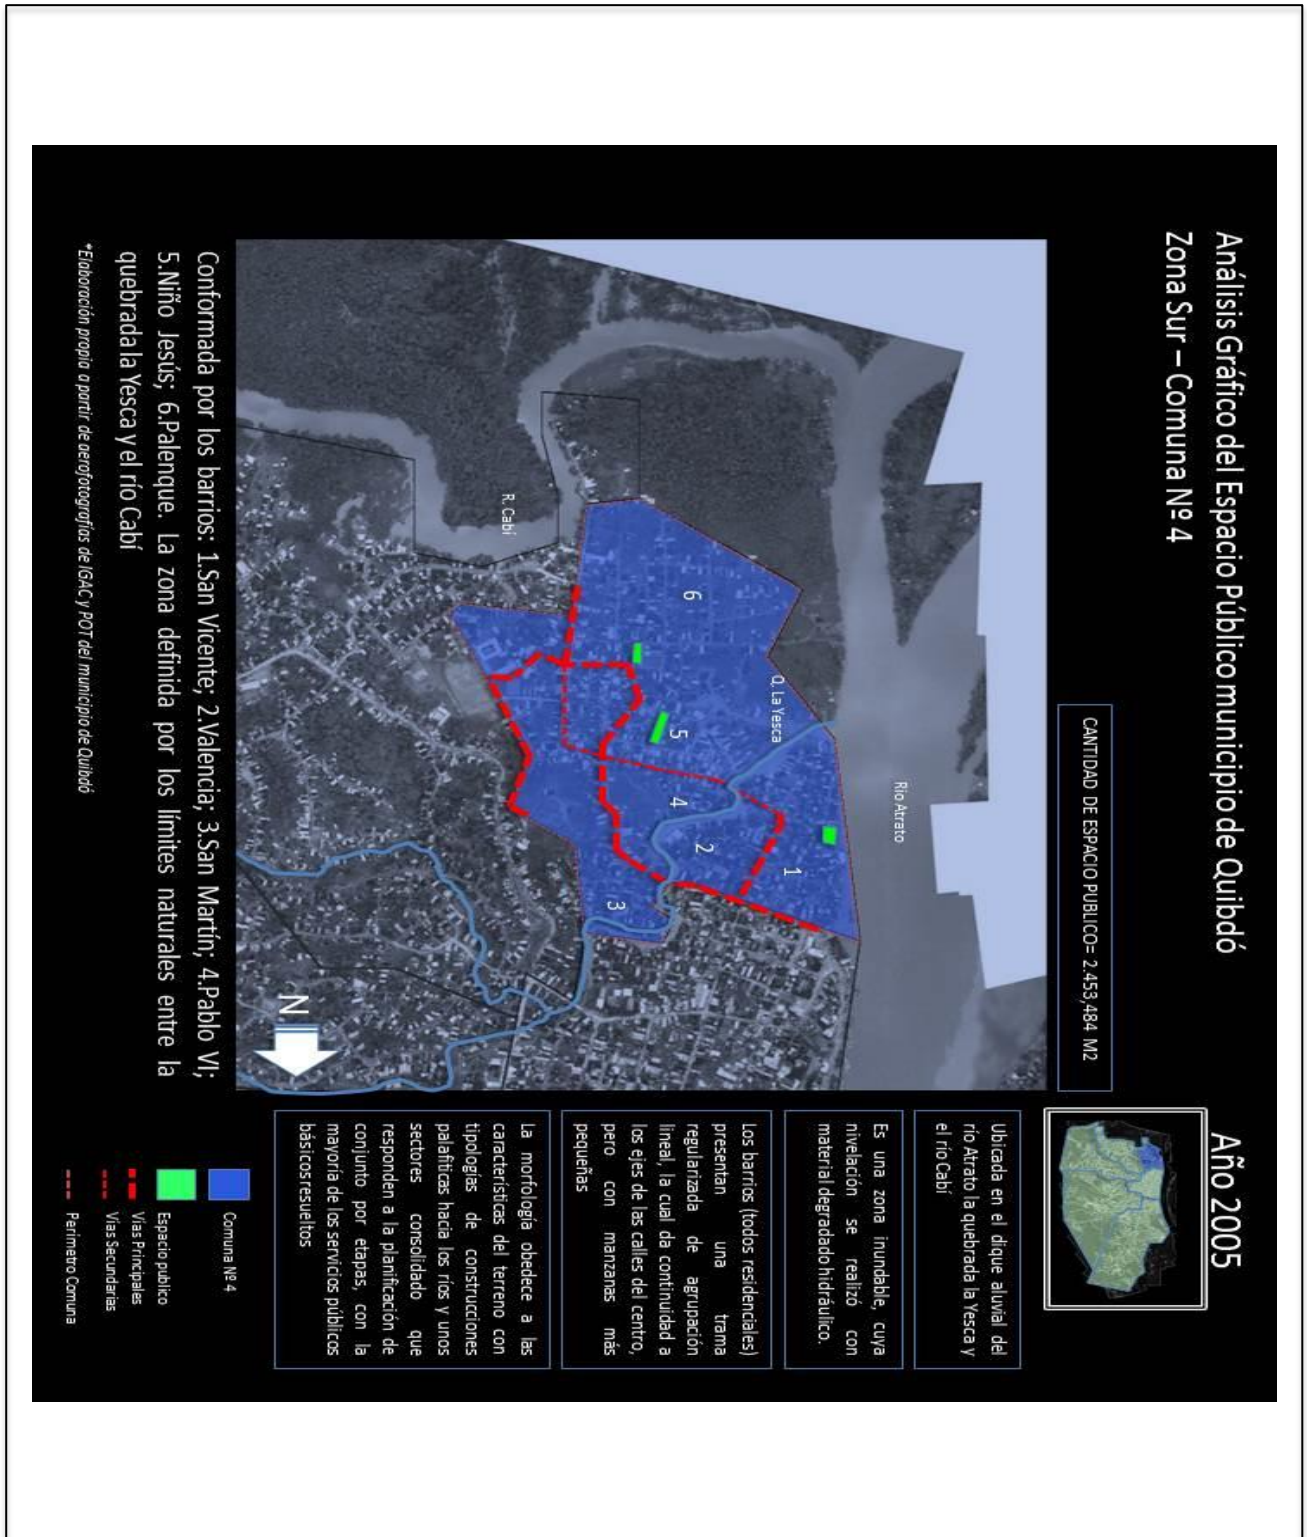 Análisis Gráfico del Espacio Público municipio de Quibdó
Zona Sur – Comuna Nº 4
Año 2005
CANTIDAD DE ESPACIO PUBLICO= 2.453,484 M2
Rio Atrato
Q. La Yesca
R. Cabí
1
2
3
4
5
6
N
Ubicada en el dique aluvial del
río Atrato la quebrada la Yesca y
el río Cabí
Es una zona inundable, cuya
nivelación se realizó con
material degradado hidráulico.
Los barrios (todos residenciales)
presentan una trama
regularizada de agrupación
lineal, la cual da continuidad a
los ejes de las calles del centro,
pero con manzanas más
pequeñas
La morfología obedece a las
características del terreno con
tipologías de construcciones
palafíticas hacia los ríos y unos
sectores consolidado que
responden a la planificación de
conjunto por etapas, con la
mayoría de los servicios públicos
básicos resueltos
Comuna Nº 4
Espacio publico
Vías Principales
Vías Secundarias
Perimetro Comuna
Conformada por los barrios: 1.San Vicente; 2.Valencia; 3.San Martín; 4.Pablo VI;
5.Niño Jesús; 6.Palenque. La zona definida por los límites naturales entre la
quebrada la Yesca y el río Cabí
*Elaboración propia a partir de aerofotografías de IGAC y POT del municipio de Quibdó